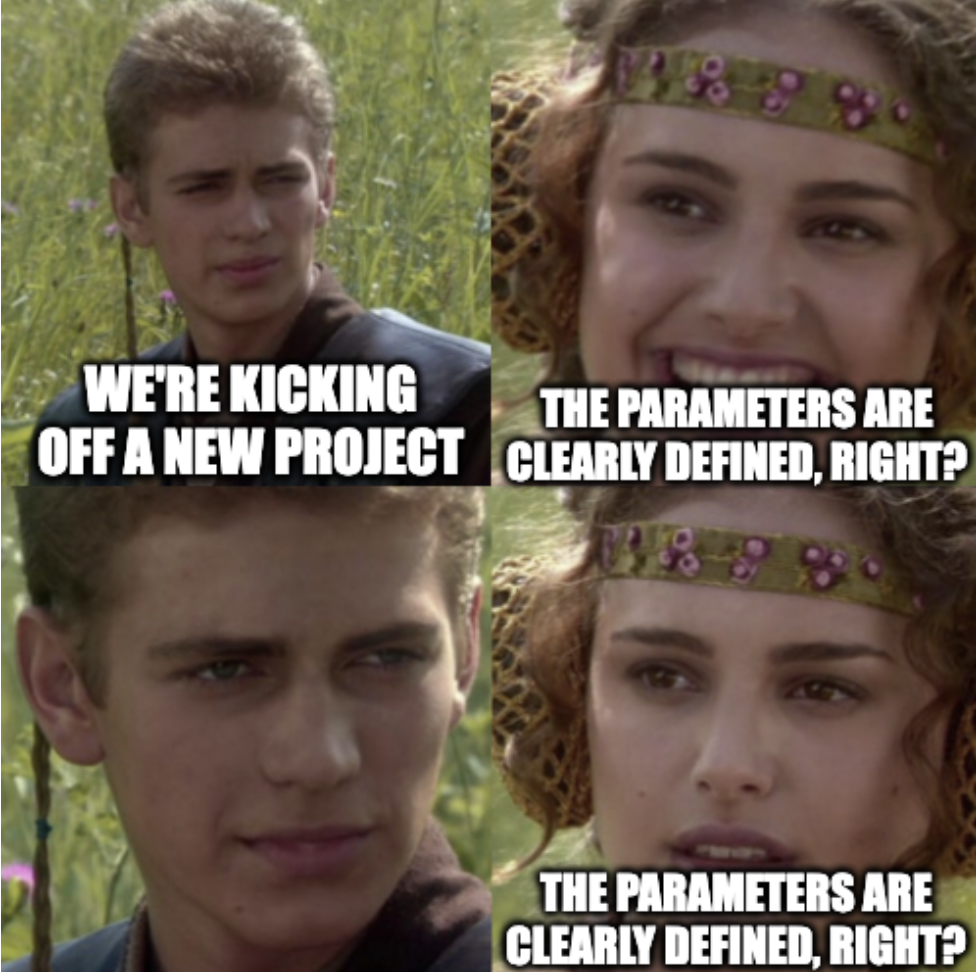 WE'RE KICKING
OFF A NEW PROJECT
THE PARAMETERS ARE
CLEARLY DEFINED, RIGHT?
THE PARAMETERS ARE
CLEARLY DEFINED, RIGHT?